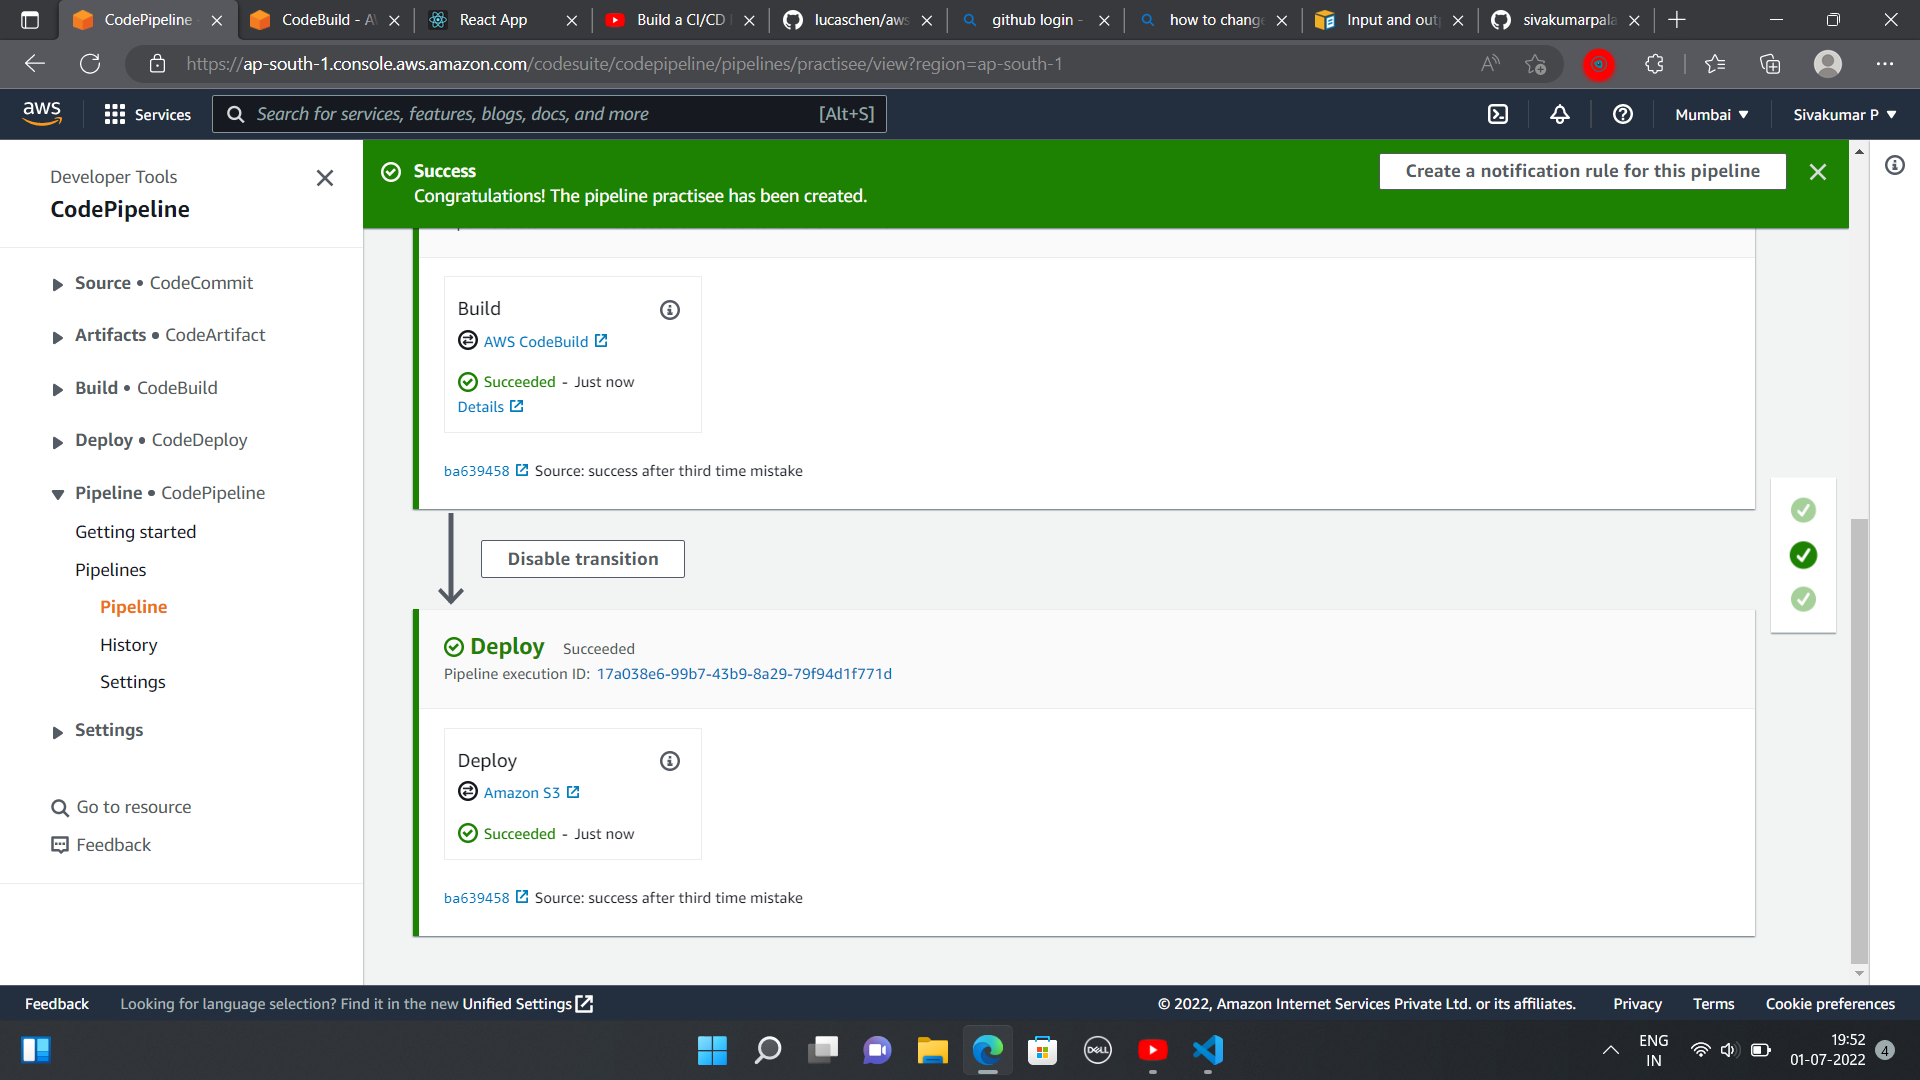 CodePipeline -
CodeBuild - A
React App
Build a CI/CD
lucaschen/aws
github login -
how to change
Input and outp
sivakumarpala
https://ap-south-1.console.aws.amazon.com/codesuite/codepipeline/pipelines/practisee/view?region=ap-south-1
aws
Services
Search for services, features, blogs, docs, and more
[Alt+S]
Mumbai
Sivakumar P
Developer Tools
CodePipeline
Source • CodeCommit
Artifacts • CodeArtifact
Build • CodeBuild
Deploy • CodeDeploy
Pipeline • CodePipeline
Getting started
Pipelines
Pipeline
History
Settings
Settings
Go to resource
Feedback
Success
Congratulations! The pipeline practisee has been created.
Create a notification rule for this pipeline
Build
AWS CodeBuild
Succeeded - Just now
Details
ba639458 Source: success after third time mistake
Disable transition
Deploy Succeeded
Pipeline execution ID: 17a038e6-99b7-43b9-8a29-79f94d1f771d
Deploy
Amazon S3
Succeeded - Just now
ba639458 Source: success after third time mistake
Feedback
Looking for language selection? Find it in the new Unified Settings
© 2022, Amazon Internet Services Private Ltd. or its affiliates.
Privacy
Terms
Cookie preferences
DELL
ENG
IN
19:52
01-07-2022
4